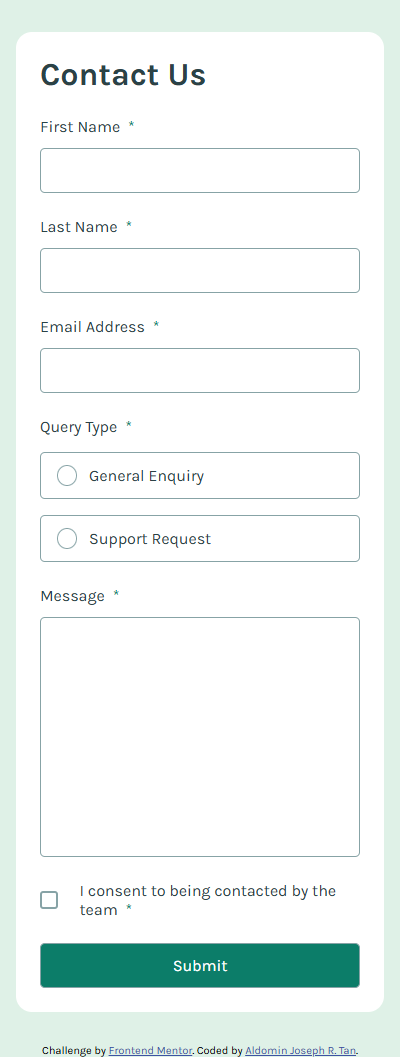 Contact Us
First Name *
Last Name *
Email Address *
Query Type *
General Enquiry
Support Request
Message *
I consent to being contacted by the
team *
Submit
Challenge by Frontend Mentor. Coded by Aldomin Joseph R. Tan.